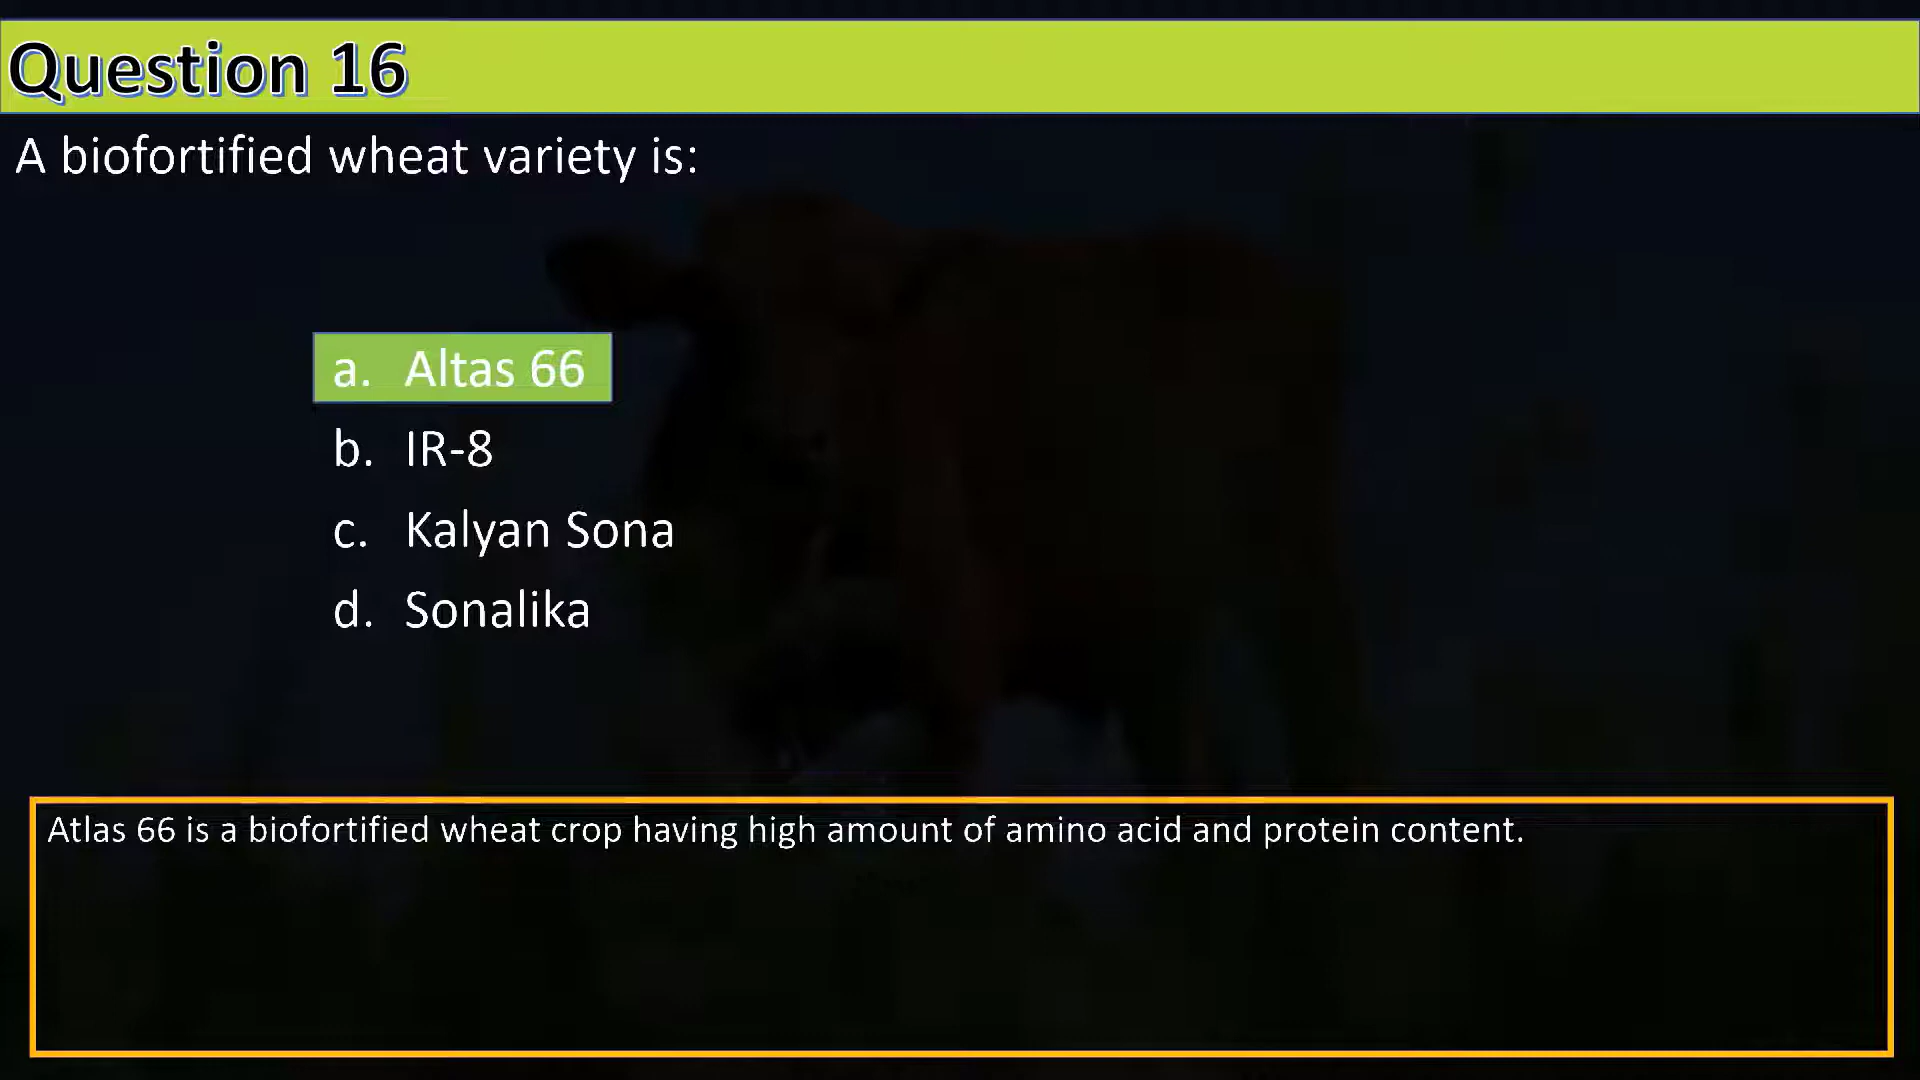 Question 16
A biofortified wheat variety is:
a. Altas 66
b. IR-8
c. Kalyan Sona
d. Sonalika
Atlas 66 is a biofortified wheat crop having high amount of amino acid and protein content.